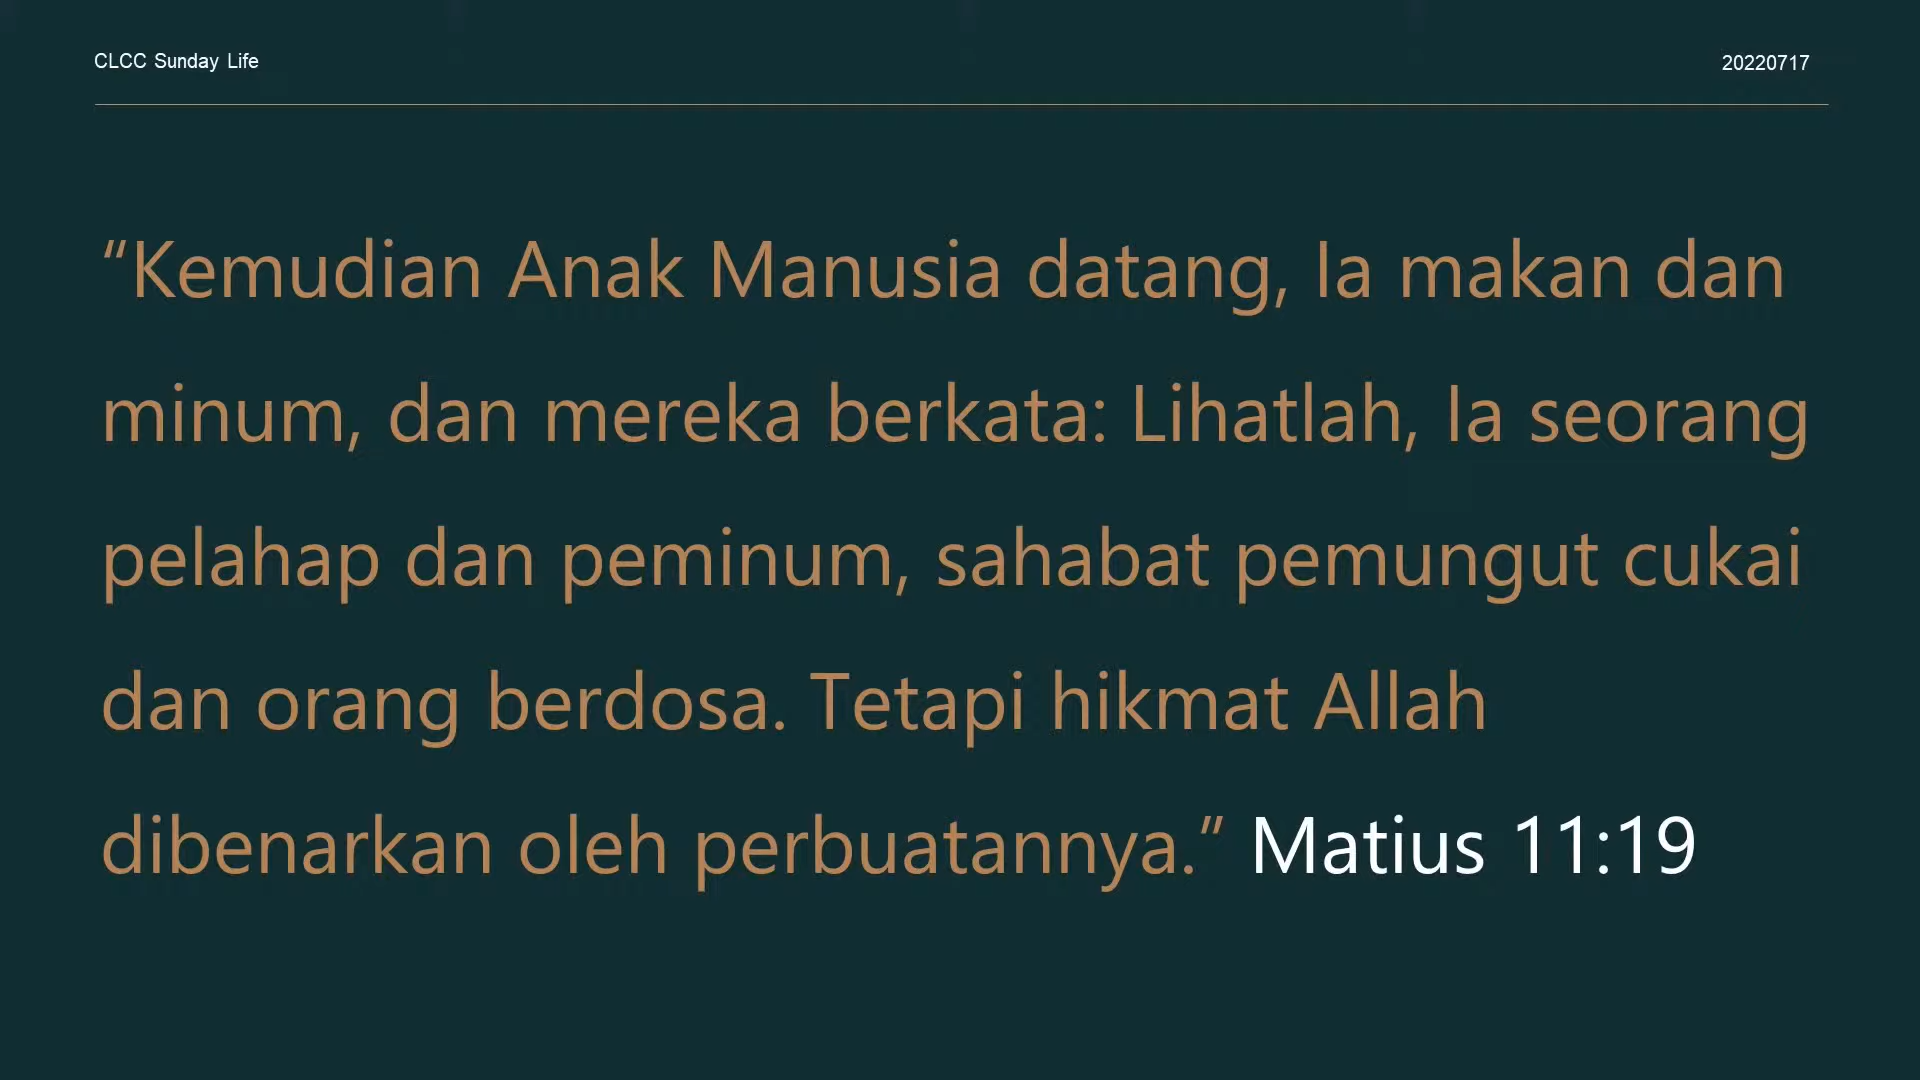 CLCC Sunday Life
20220717
“Kemudian Anak Manusia datang, Ia makan dan
minum, dan mereka berkata: Lihatlah, Ia seorang
pelahap dan peminum, sahabat pemungut cukai
dan orang berdosa. Tetapi hikmat Allah
dibenarkan oleh perbuatannya.” Matius 11:19